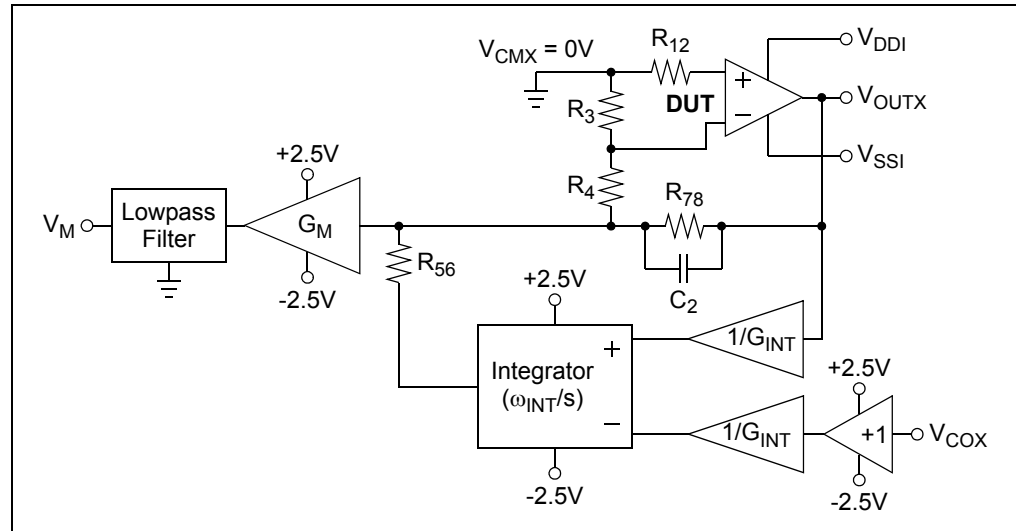 V_CMX = 0V
R_12
V_DDI
+
DUT
−
V_OUTX
R_3
V_SSI
+2.5V
R_4
R_78
V_M
Lowpass
Filter
G_M
-2.5V
R_56
C_2
+2.5V
+
Integrator
(ω_INT/s)
−
-2.5V
1/G_INT
+2.5V
1/G_INT
+1
V_COX
-2.5V